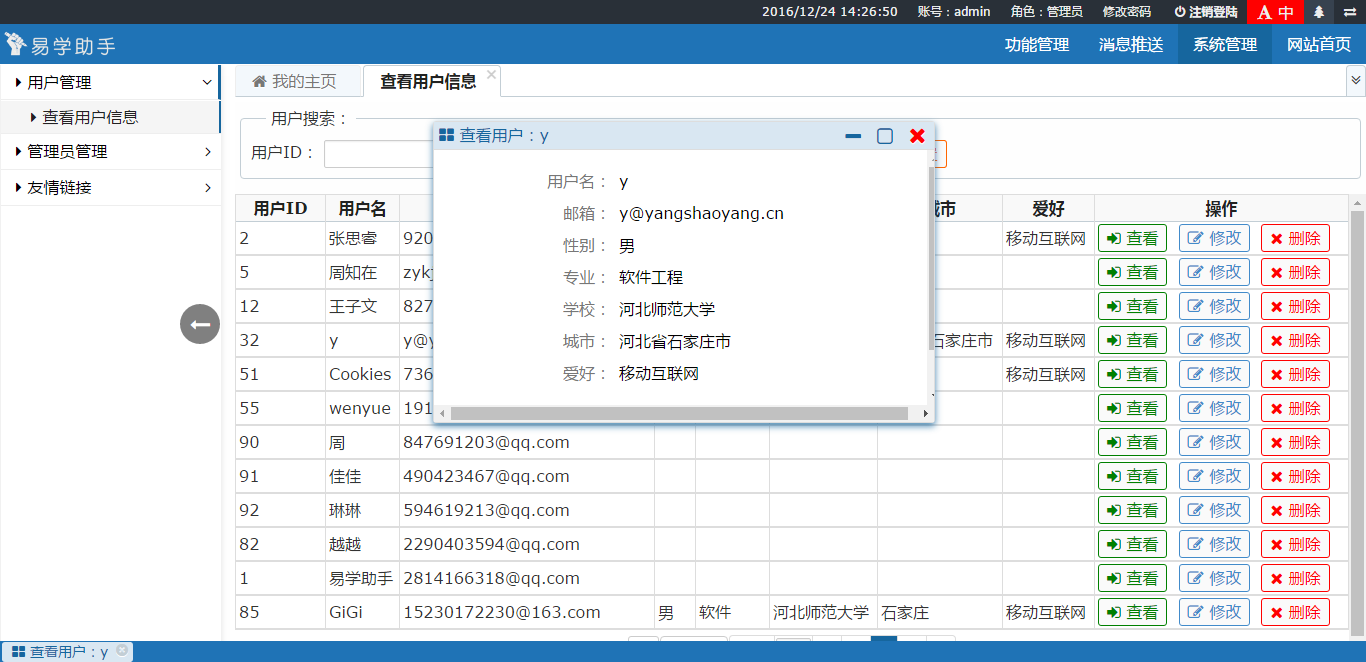 2016/12/24 14:26:50 账号：admin 角色：管理员 修改密码 注销登陆 A 中
易学助手 功能管理 消息推送 系统管理 网站首页
用户管理
查看用户信息
管理员管理
友情链接
我的主页 查看用户信息
用户搜索：
用户ID：
查看用户：y
用户名： y
邮箱： y@yangshaoyang.cn
性别： 男
专业： 软件工程
学校： 河北师范大学
城市： 河北省石家庄市
爱好： 移动互联网
用户ID 用户名 市 爱好 操作
2 张思睿 920 移动互联网 查看 修改 删除
5 周知在 zyk 查看 修改 删除
12 王子文 827 查看 修改 删除
32 y y@y 石家庄市 移动互联网 查看 修改 删除
51 Cookies 736 移动互联网 查看 修改 删除
55 wenyue 191 查看 修改 删除
90 周 847691203@qq.com 查看 修改 删除
91 佳佳 490423467@qq.com 查看 修改 删除
92 琳琳 594619213@qq.com 查看 修改 删除
82 越越 2290403594@qq.com 查看 修改 删除
1 易学助手 2814166318@qq.com 查看 修改 删除
85 GiGi 15230172230@163.com 男 软件 河北师范大学 石家庄 移动互联网 查看 修改 删除
查看用户：y